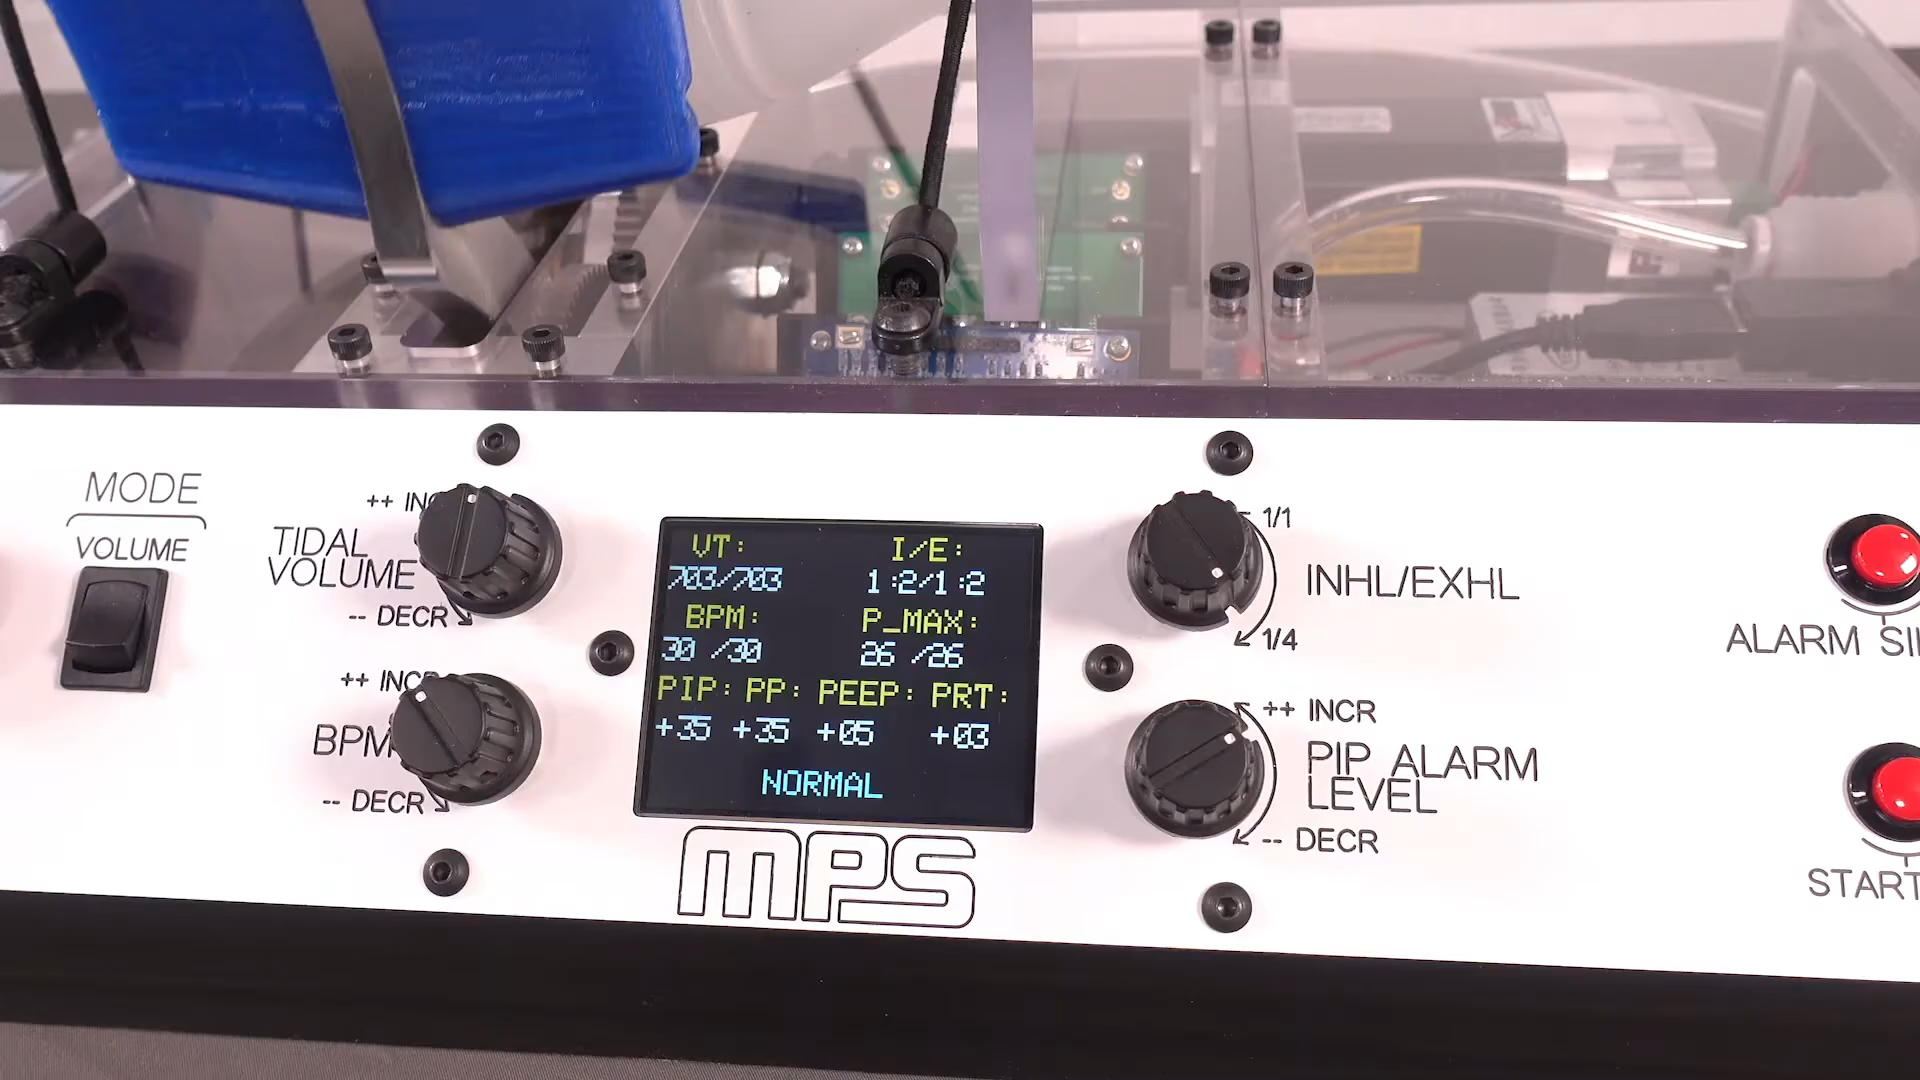 MODE
VOLUME
++ INC
TIDAL
VOLUME
-- DECR
++ INCR
BPM
-- DECR
VT: I/E:
703/703 1:2/1:2
BPM: P_MAX:
30 /30 26 /26
PIP: PP: PEEP: PRT:
+35 +35 +05 +03
NORMAL
MPS
1/1
INHL/EXHL
1/4
++ INCR
PIP ALARM
LEVEL
-- DECR
ALARM SI
START